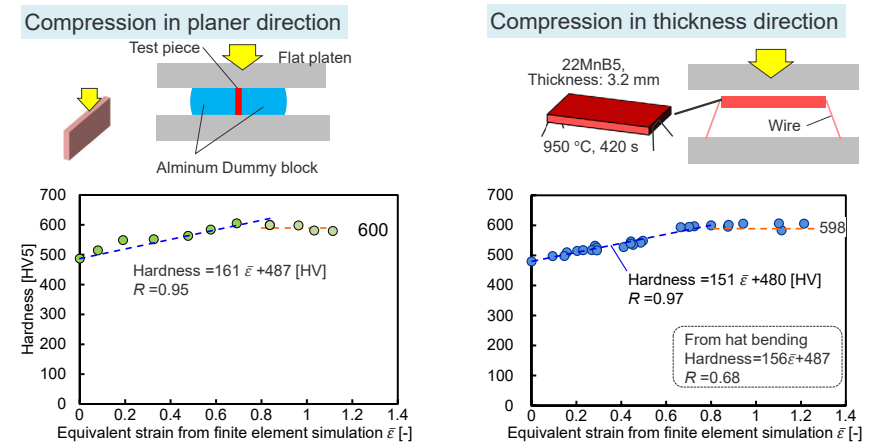 Compression in planer direction
Test piece
Flat platen
Alminum Dummy block
Hardness [HV5]
700
600
500
400
300
200
100
0
600
Hardness =161 ε̄ +487 [HV]
R =0.95
0 0.2 0.4 0.6 0.8 1 1.2 1.4
Equivalent strain from finite element simulation ε̄ [-]
Compression in thickness direction
22MnB5,
Thickness: 3.2 mm
950 °C, 420 s
Wire
700
600
500
400
300
200
100
0
598
Hardness =151 ε̄ +480 [HV]
R =0.97
From hat bending
Hardness=156ε̄+487
R =0.68
0 0.2 0.4 0.6 0.8 1 1.2 1.4
Equivalent strain from finite element simulation ε̄ [-]